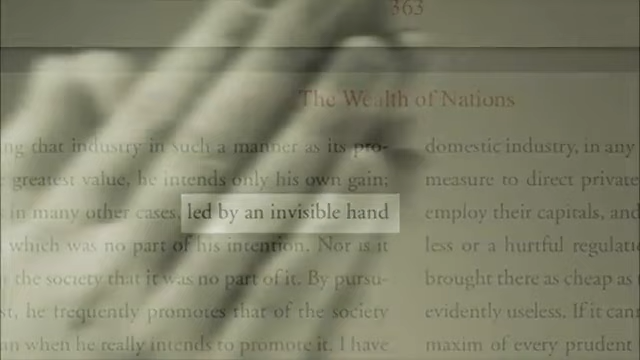 363
The Wealth of Nations
ng that industry in such a manner as its pro-
greatest value, he intends only his own gain;
in many other cases, led by an invisible hand
which was no part of his intention. Nor is it
the society that it was no part of it. By pursu-
st, he frequently promotes that of the society
an when he really intends to promote it. I have
domestic industry, in any
measure to direct private
employ their capitals, and
less or a hurtful regulati
brought there as cheap as
evidently useless. If it can
maxim of every prudent